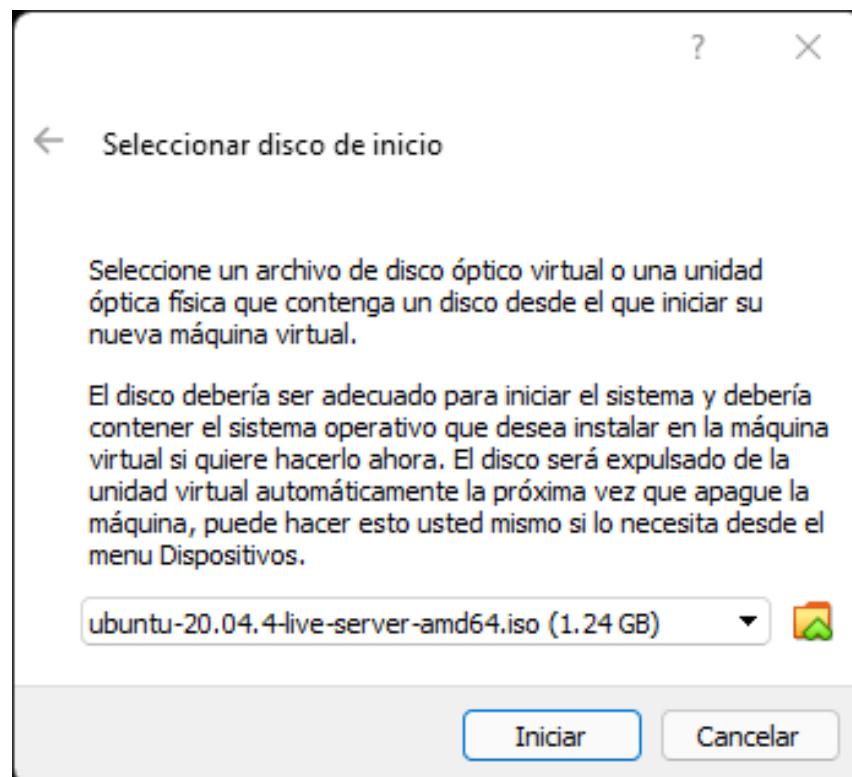 ?
Seleccionar disco de inicio
Seleccione un archivo de disco óptico virtual o una unidad
óptica física que contenga un disco desde el que iniciar su
nueva máquina virtual.
El disco debería ser adecuado para iniciar el sistema y debería
contener el sistema operativo que desea instalar en la máquina
virtual si quiere hacerlo ahora. El disco será expulsado de la
unidad virtual automáticamente la próxima vez que apague la
máquina, puede hacer esto usted mismo si lo necesita desde el
menu Dispositivos.
ubuntu-20.04.4-live-server-amd64.iso (1.24 GB)
Iniciar Cancelar